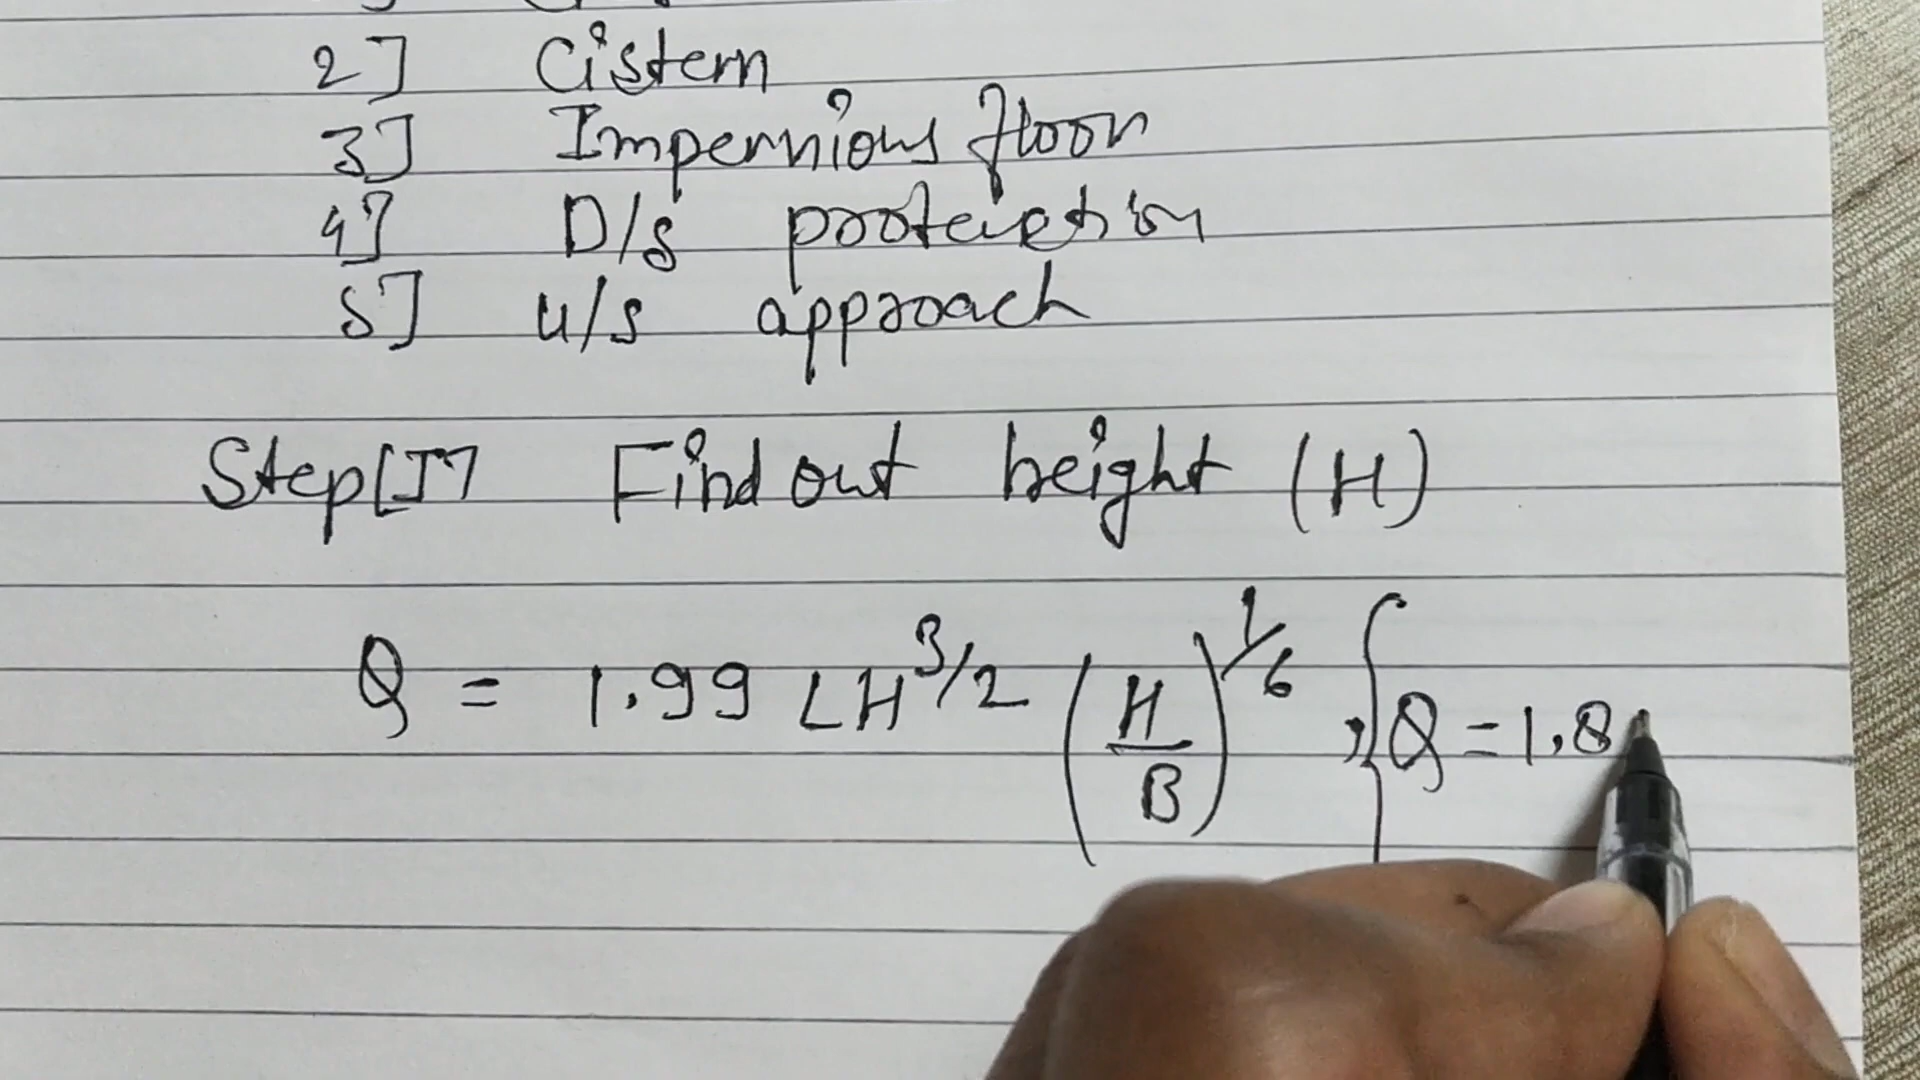 2] Cistern
3] Impervious floor
4] D/s protection
5] u/s approach
Step[I] Find out height (H)
Q = 1.99 LH^3/2 (H/B)^1/6, { Q = 1.8